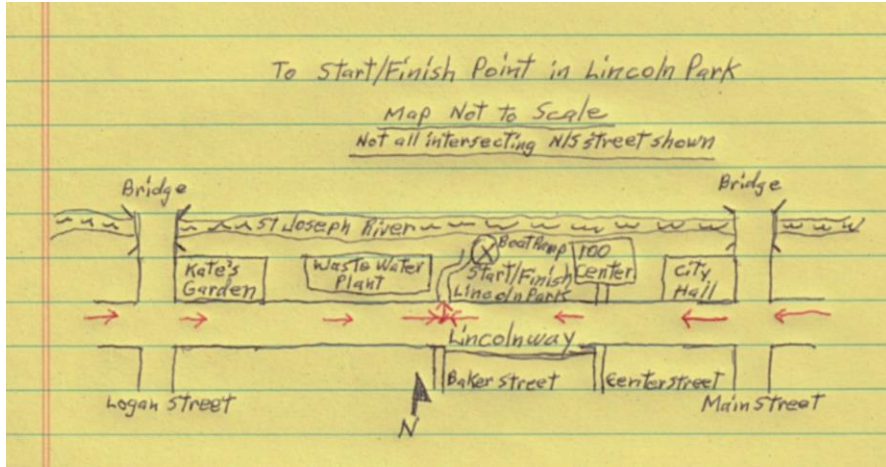 To Start/Finish Point in Lincoln Park
Map Not to Scale
Not all intersecting N/S street shown
Bridge
Bridge
St Joseph River
Kate's
Garden
Waste Water
Plant
Boat Ramp
Start/Finish
Lincoln Park
100
Center
City
Hall
Lincolnway
Baker Street
Center Street
Logan Street
Main Street
N